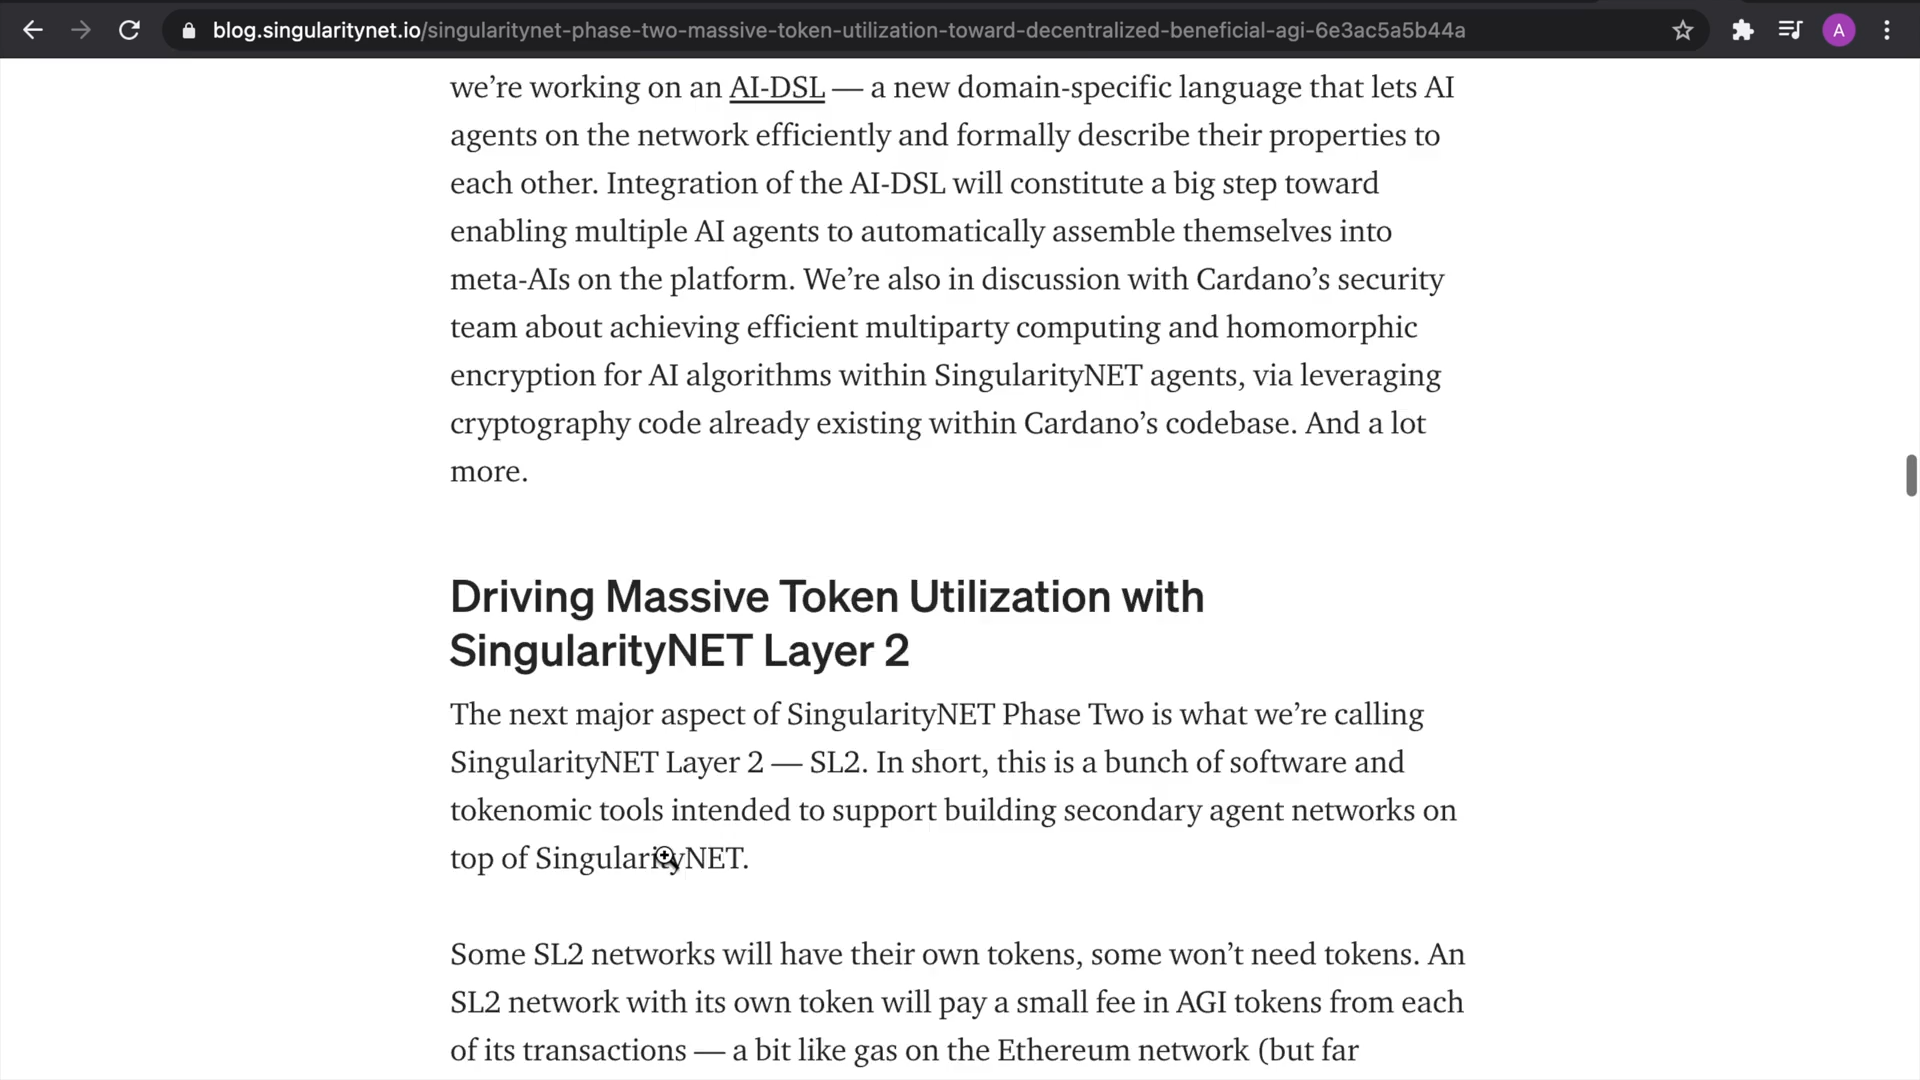 blog.singularitynet.io/singularitynet-phase-two-massive-token-utilization-toward-decentralized-beneficial-agi-6e3ac5a5b44a
A
we’re working on an AI-DSL — a new domain-specific language that lets AI
agents on the network efficiently and formally describe their properties to
each other. Integration of the AI-DSL will constitute a big step toward
enabling multiple AI agents to automatically assemble themselves into
meta-AIs on the platform. We’re also in discussion with Cardano’s security
team about achieving efficient multiparty computing and homomorphic
encryption for AI algorithms within SingularityNET agents, via leveraging
cryptography code already existing within Cardano’s codebase. And a lot
more.
Driving Massive Token Utilization with
SingularityNET Layer 2
The next major aspect of SingularityNET Phase Two is what we’re calling
SingularityNET Layer 2 — SL2. In short, this is a bunch of software and
tokenomic tools intended to support building secondary agent networks on
top of SingularityNET.
Some SL2 networks will have their own tokens, some won’t need tokens. An
SL2 network with its own token will pay a small fee in AGI tokens from each
of its transactions — a bit like gas on the Ethereum network (but far